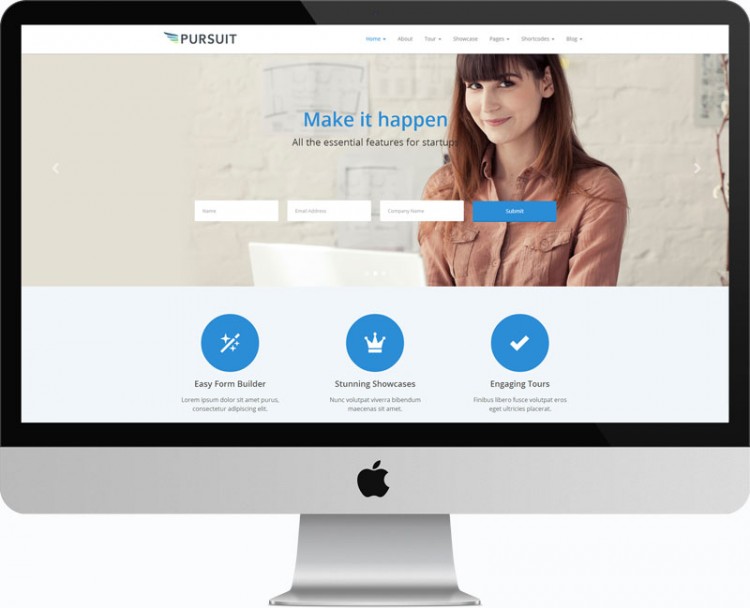 PURSUIT
Home About Tour Showcase Pages Shortcodes Blog
Make it happen
All the essential features for startups
Name Email Address Company Name Submit
Easy Form Builder Stunning Showcases Engaging Tours
Lorem ipsum dolor sit amet purus, Nunc volutpat viverra bibendum Finibus libero fusce volutpat eros
consectetur adipiscing elit. maecenas sit amet. eget ultricies placerat.